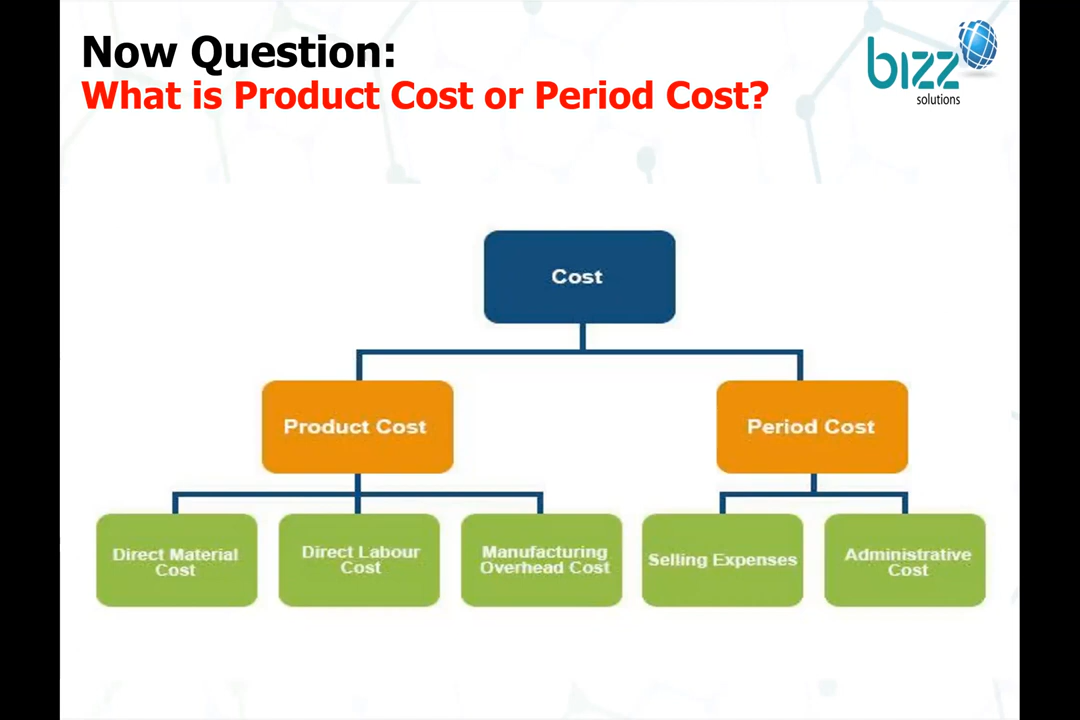 Now Question:
What is Product Cost or Period Cost?
bizz
solutions
Cost
Product Cost
Period Cost
Direct Material
Cost
Direct Labour
Cost
Manufacturing
Overhead Cost
Selling Expenses
Administrative
Cost